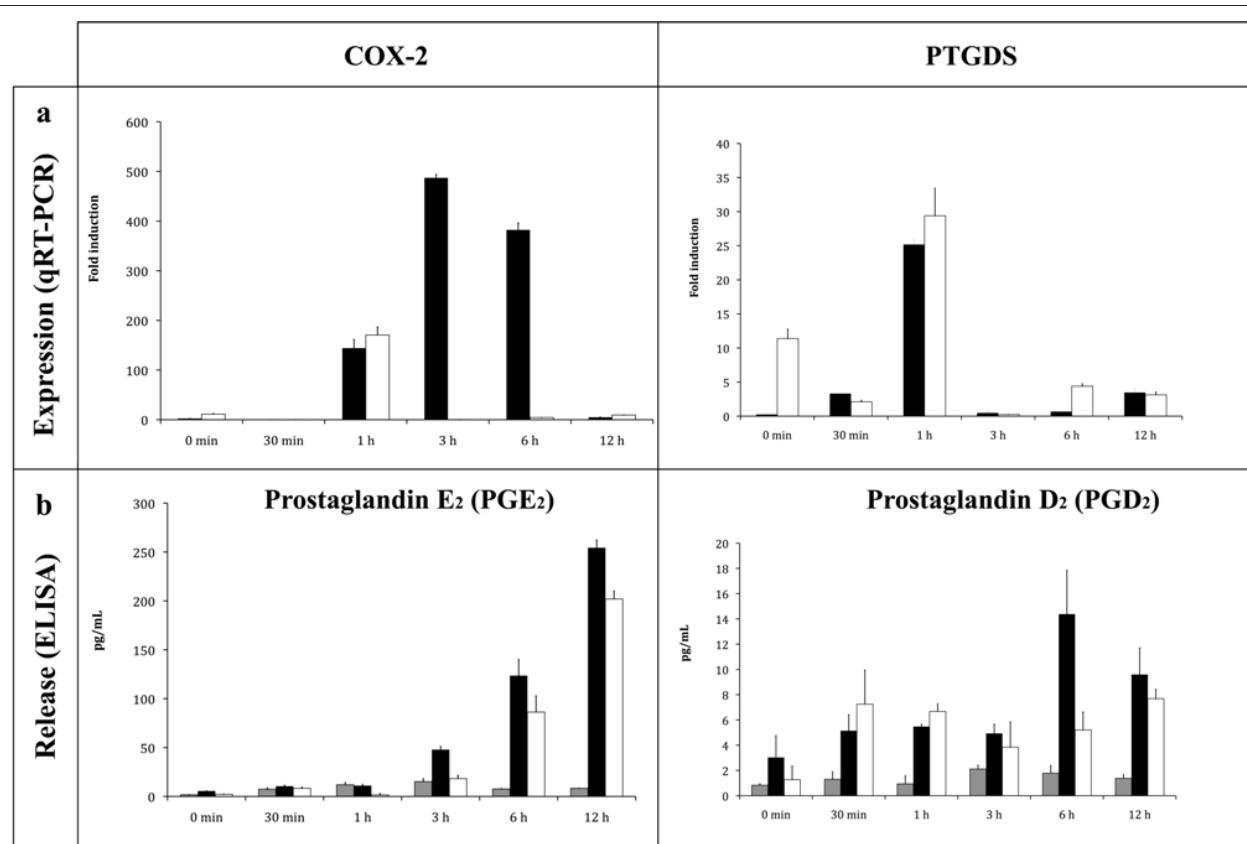 COX-2
PTGDS
a
Expression (qRT-PCR)
600
500
400
300
200
100
0
Fold induction
0 min 30 min 1 h 3 h 6 h 12 h
40
35
30
25
20
15
10
5
0
Fold induction
0 min 30 min 1 h 3 h 6 h 12 h
b
Release (ELISA)
Prostaglandin E2 (PGE2)
300
250
200
150
100
50
0
pg/mL
0 min 30 min 1 h 3 h 6 h 12 h
Prostaglandin D2 (PGD2)
20
18
16
14
12
10
8
6
4
2
0
pg/mL
0 min 30 min 1 h 3 h 6 h 12 h